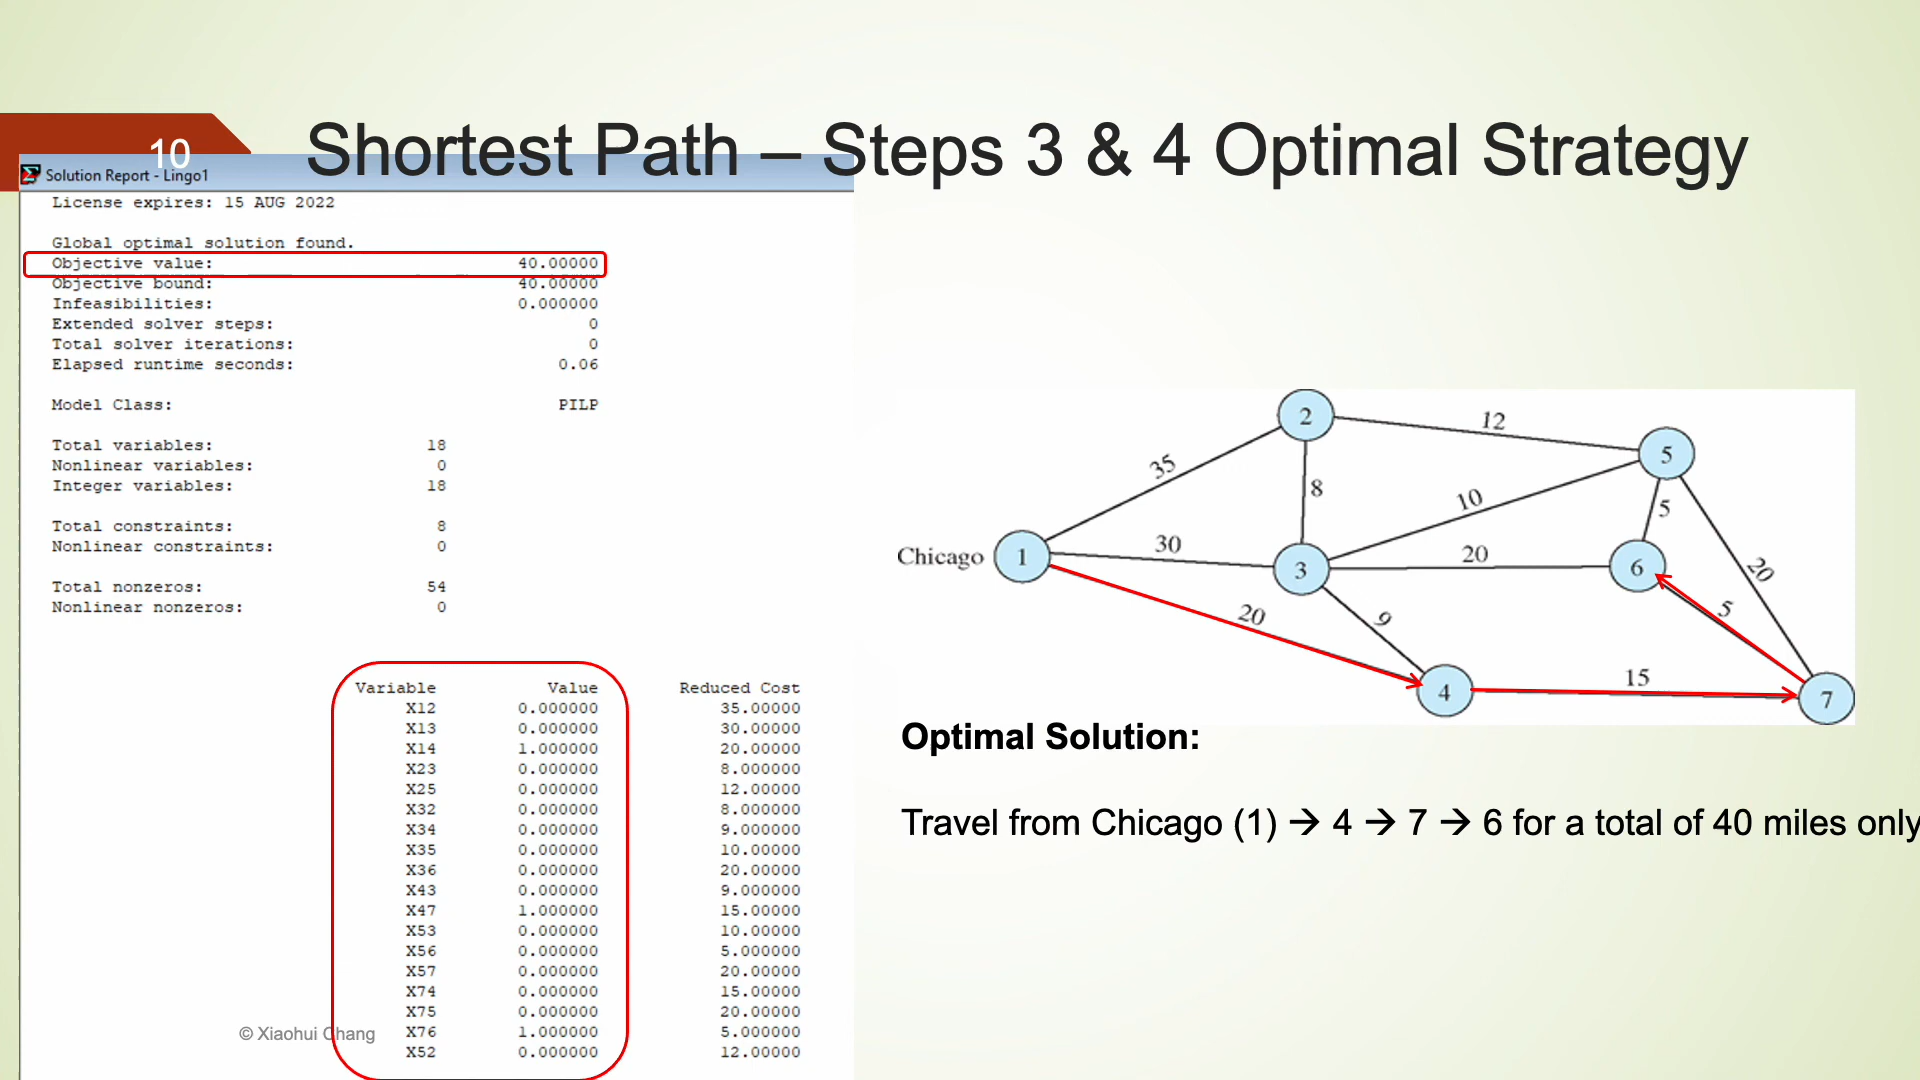 10
Shortest Path – Steps 3 & 4 Optimal Strategy
Solution Report - Lingo1
License expires: 15 AUG 2022
Global optimal solution found.
Objective value: 40.00000
Objective bound: 40.00000
Infeasibilities: 0.000000
Extended solver steps: 0
Total solver iterations: 0
Elapsed runtime seconds: 0.06
Model Class: PILP
Total variables: 18
Nonlinear variables: 0
Integer variables: 18
Total constraints: 8
Nonlinear constraints: 0
Total nonzeros: 54
Nonlinear nonzeros: 0
Variable Value Reduced Cost
X12 0.000000 35.00000
X13 0.000000 30.00000
X14 1.000000 20.00000
X23 0.000000 8.000000
X25 0.000000 12.00000
X32 0.000000 8.000000
X34 0.000000 9.000000
X35 0.000000 10.00000
X36 0.000000 20.00000
X43 0.000000 9.000000
X47 1.000000 15.00000
X53 0.000000 10.00000
X56 0.000000 5.000000
X57 0.000000 20.00000
X74 0.000000 15.00000
X75 0.000000 20.00000
X76 1.000000 5.000000
X52 0.000000 12.00000
© Xiaohui Chang
2
12
5
35
8
10
5
Chicago
1
30
3
20
6
20
20
9
5
4
15
7
Optimal Solution:
Travel from Chicago (1) → 4 → 7 → 6 for a total of 40 miles only